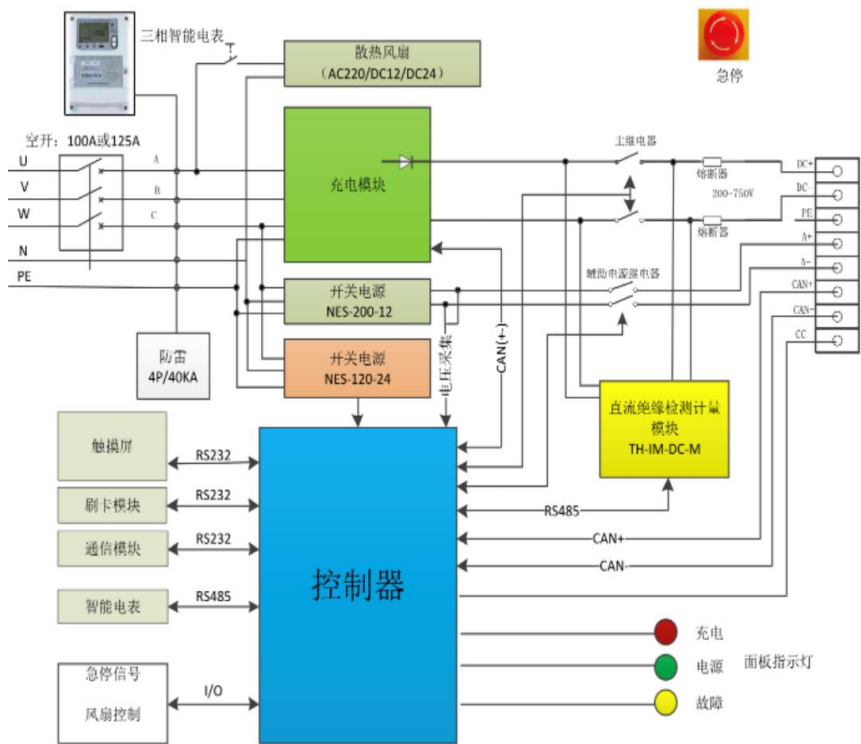 三相智能电表
散热风扇
（AC220/DC12/DC24）
急停
空开：100A或125A
U
A
V
B
W
C
N
PE
充电模块
主继电器
熔断器
200-750V
熔断器
DC+
DC-
PE
A+
A-
CAN+
CAN-
CC
辅助电源继电器
开关电源
NES-200-12
开关电源
NES-120-24
电压采集
CAN(+-)
防雷
4P/40KA
直流绝缘检测计量
模块
TH-IM-DC-M
触摸屏
RS232
刷卡模块
RS232
通信模块
RS232
智能电表
RS485
急停信号
风扇控制
I/O
控制器
RS485
CAN+
CAN-
充电
电源
面板指示灯
故障